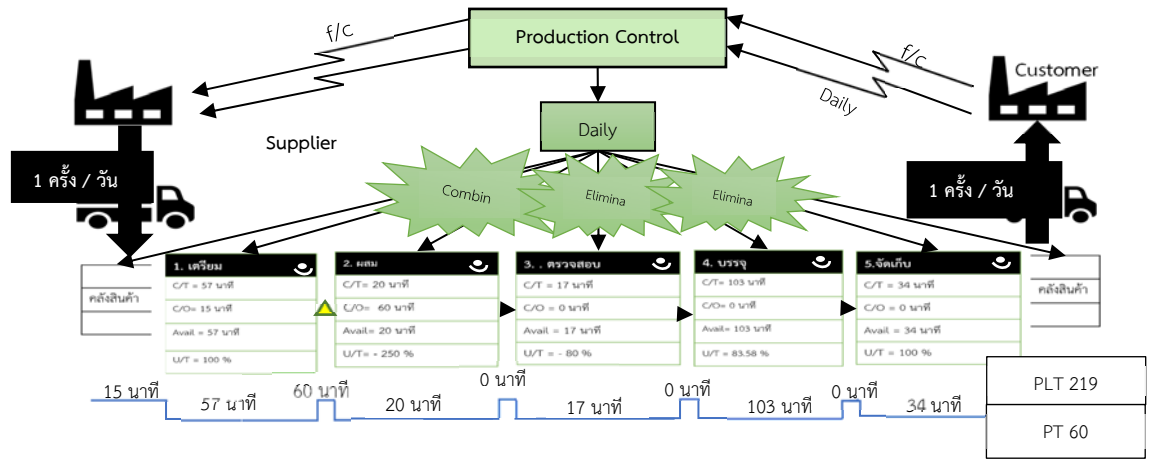 f/c
Production Control
f/c
Customer
Daily
Daily
Supplier
1 ครั้ง / วัน
Combin
Elimina
Elimina
1 ครั้ง / วัน
คลังสินค้า
1. เตรียม
C/T = 57 นาที
C/O= 15 นาที
Avail = 57 นาที
U/T = 100 %
2. ผสม
C/T= 20 นาที
C/O= 60 นาที
Avail= 20 นาที
U/T= - 250 %
3. . ตรวจสอบ
C/T = 17 นาที
C/O = 0 นาที
Avail = 17 นาที
U/T = - 80 %
4. บรรจุ
C/T= 103 นาที
C/O= 0 นาที
Avail= 103 นาที
U/T = 83.58 %
5.จัดเก็บ
C/T = 34 นาที
C/O = 0 นาที
Avail = 34 นาที
U/T = 100 %
คลังสินค้า
15 นาที
57 นาที
60 นาที
20 นาที
0 นาที
17 นาที
0 นาที
103 นาที
0 นาที
34 นาที
PLT 219
PT 60